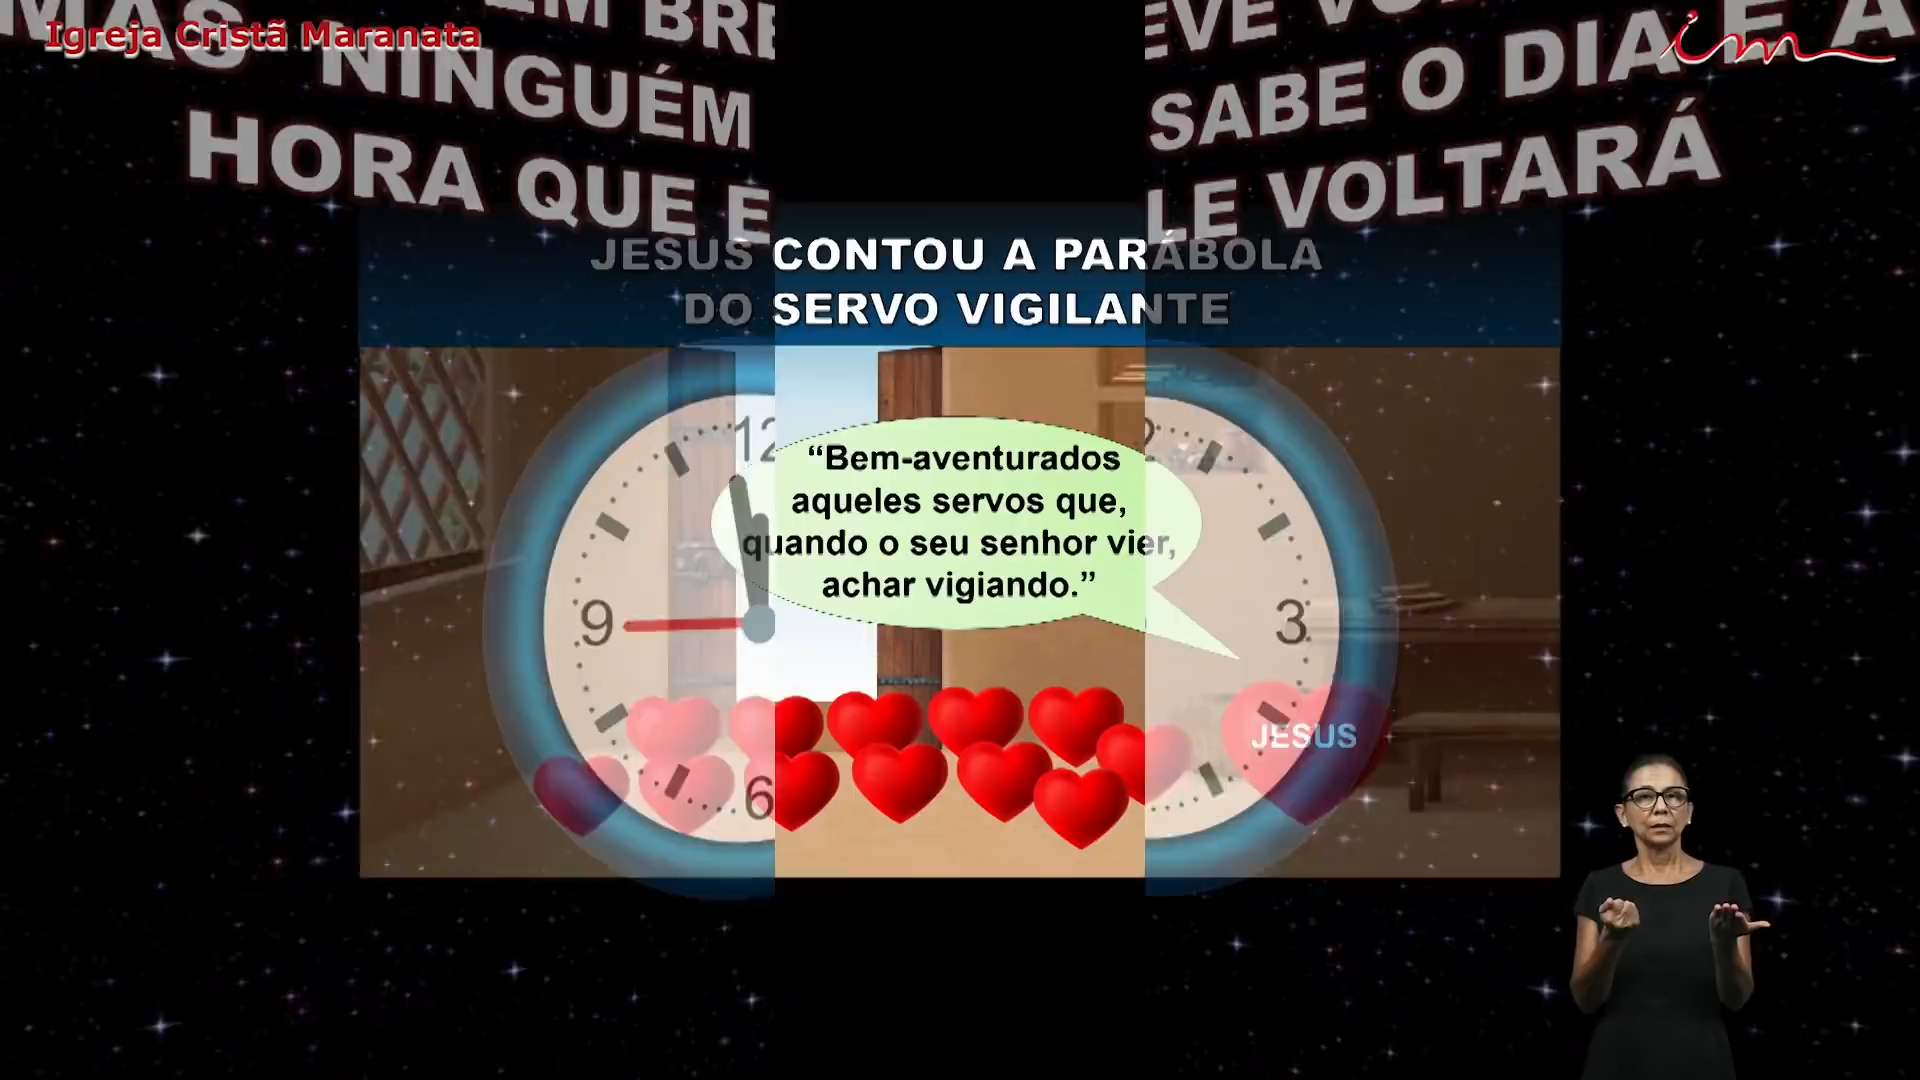 Igreja Cristã Maranata
MAS NINGUÉM SABE O DIA E A
HORA QUE ELE VOLTARÁ
JESUS CONTOU A PARÁBOLA
DO SERVO VIGILANTE
12
“Bem-aventurados
aqueles servos que,
quando o seu senhor vier,
achar vigiando.”
9
3
JESUS
6